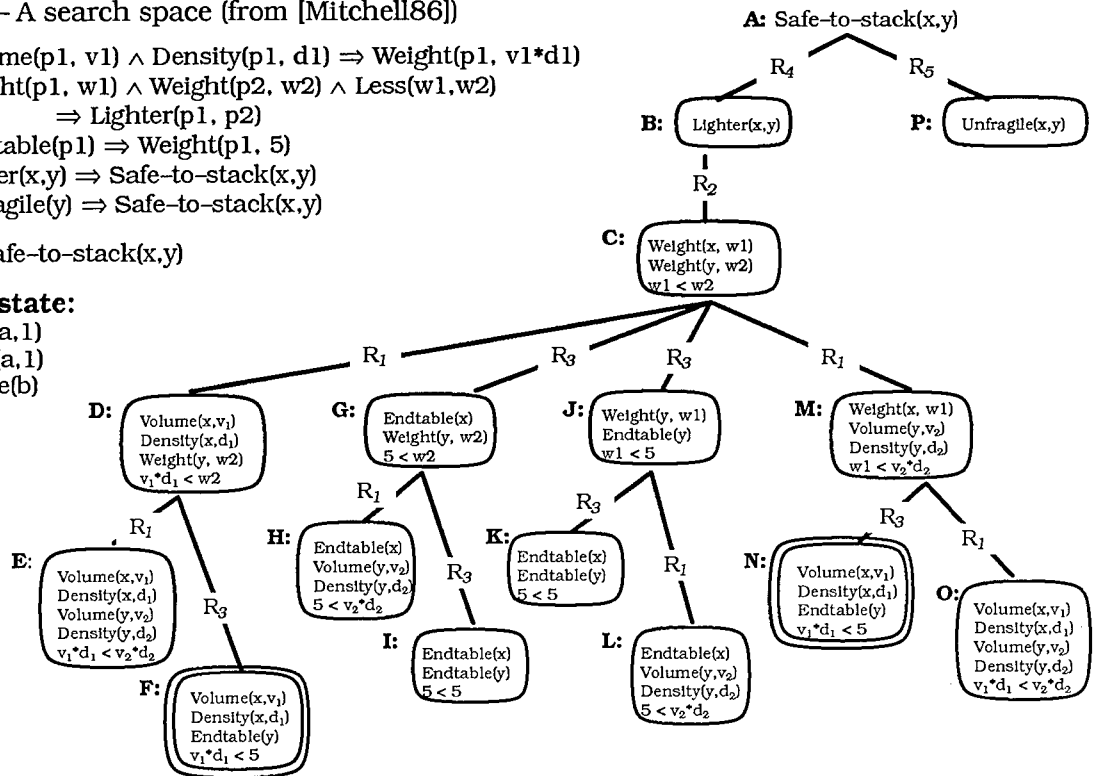 – A search space (from [Mitchell86])
me(p1, v1) ∧ Density(p1, d1) ⇒ Weight(p1, v1*d1)
ht(p1, w1) ∧ Weight(p2, w2) ∧ Less(w1,w2)
⇒ Lighter(p1, p2)
table(p1) ⇒ Weight(p1, 5)
er(x,y) ⇒ Safe–to–stack(x,y)
agile(y) ⇒ Safe–to–stack(x,y)
afe–to–stack(x,y)
state:
a,1)
(a,1)
e(b)
A: Safe–to–stack(x,y)
R4
R5
B: Lighter(x,y)
P: Unfragile(x,y)
R2
C: Weight(x, w1)
Weight(y, w2)
w1 < w2
R1
R3
R3
R1
D: Volume(x,v1)
Density(x,d1)
Weight(y, w2)
v1*d1 < w2
G: Endtable(x)
Weight(y, w2)
5 < w2
J: Weight(y, w1)
Endtable(y)
w1 < 5
M: Weight(x, w1)
Volume(y,v2)
Density(y,d2)
w1 < v2*d2
R1
R3
R1
R3
R3
R1
R3
R1
E: Volume(x,v1)
Density(x,d1)
Volume(y,v2)
Density(y,d2)
v1*d1 < v2*d2
H: Endtable(x)
Volume(y,v2)
Density(y,d2)
5 < v2*d2
K: Endtable(x)
Endtable(y)
5 < 5
N: Volume(x,v1)
Density(x,d1)
Endtable(y)
v1*d1 < 5
O: Volume(x,v1)
Density(x,d1)
Volume(y,v2)
Density(y,d2)
v1*d1 < v2*d2
I: Endtable(x)
Endtable(y)
5 < 5
L: Endtable(x)
Volume(y,v2)
Density(y,d2)
5 < v2*d2
F: Volume(x,v1)
Density(x,d1)
Endtable(y)
v1*d1 < 5